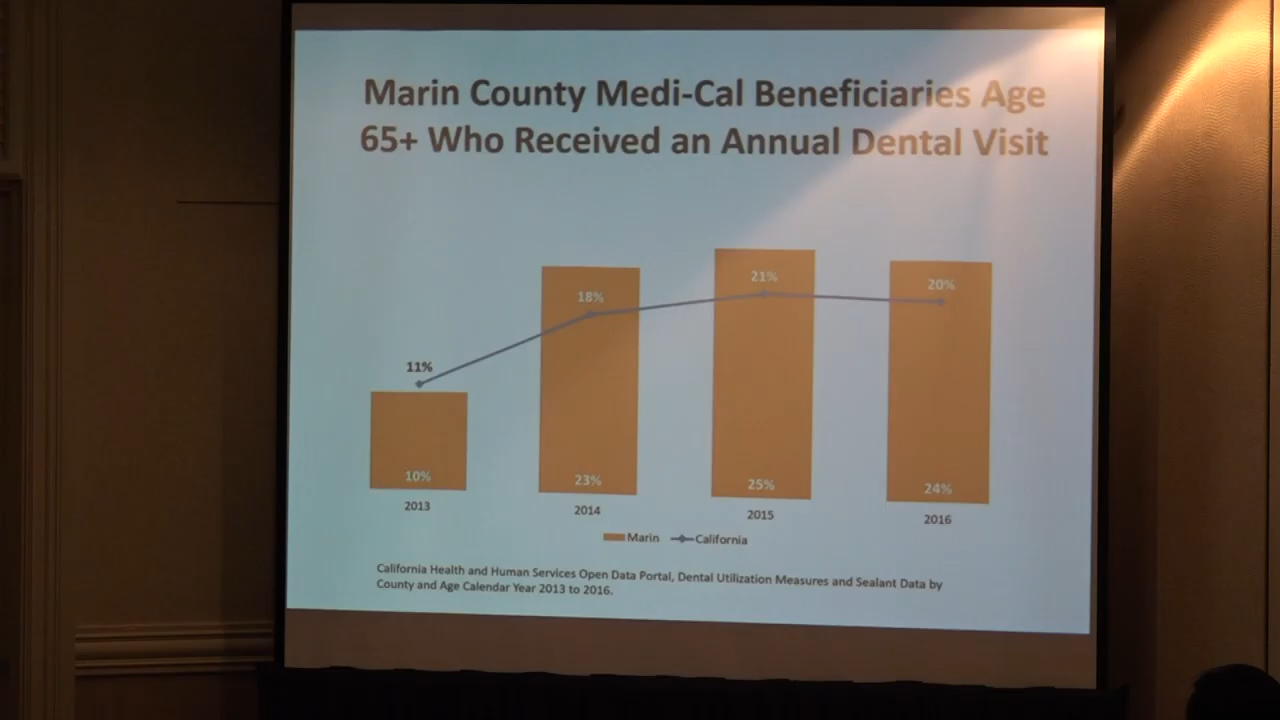 Marin County Medi-Cal Beneficiaries Age
65+ Who Received an Annual Dental Visit
11%
18%
21%
20%
10%
23%
25%
24%
2013
2014
2015
2016
Marin
California
California Health and Human Services Open Data Portal, Dental Utilization Measures and Sealant Data by
County and Age Calendar Year 2013 to 2016.